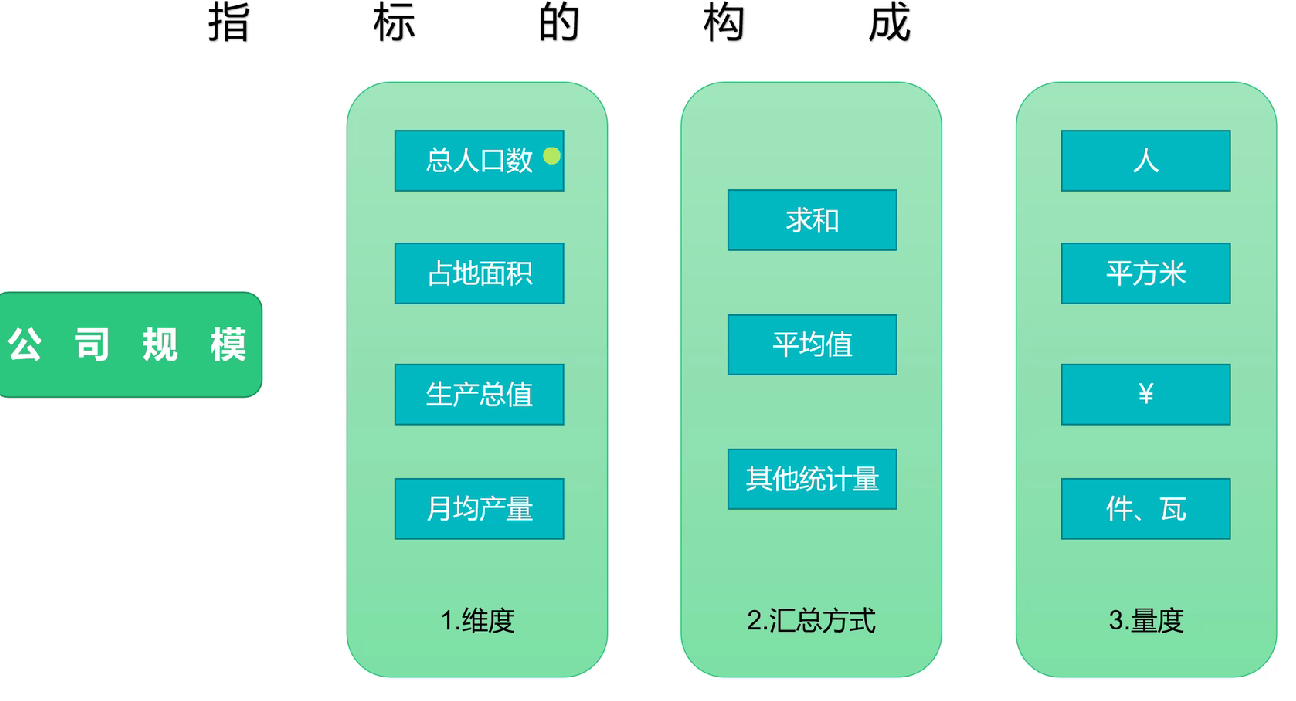 指标的构成
公司规模
总人口数
占地面积
生产总值
月均产量
1.维度
求和
平均值
其他统计量
2.汇总方式
人
平方米
¥
件、瓦
3.量度